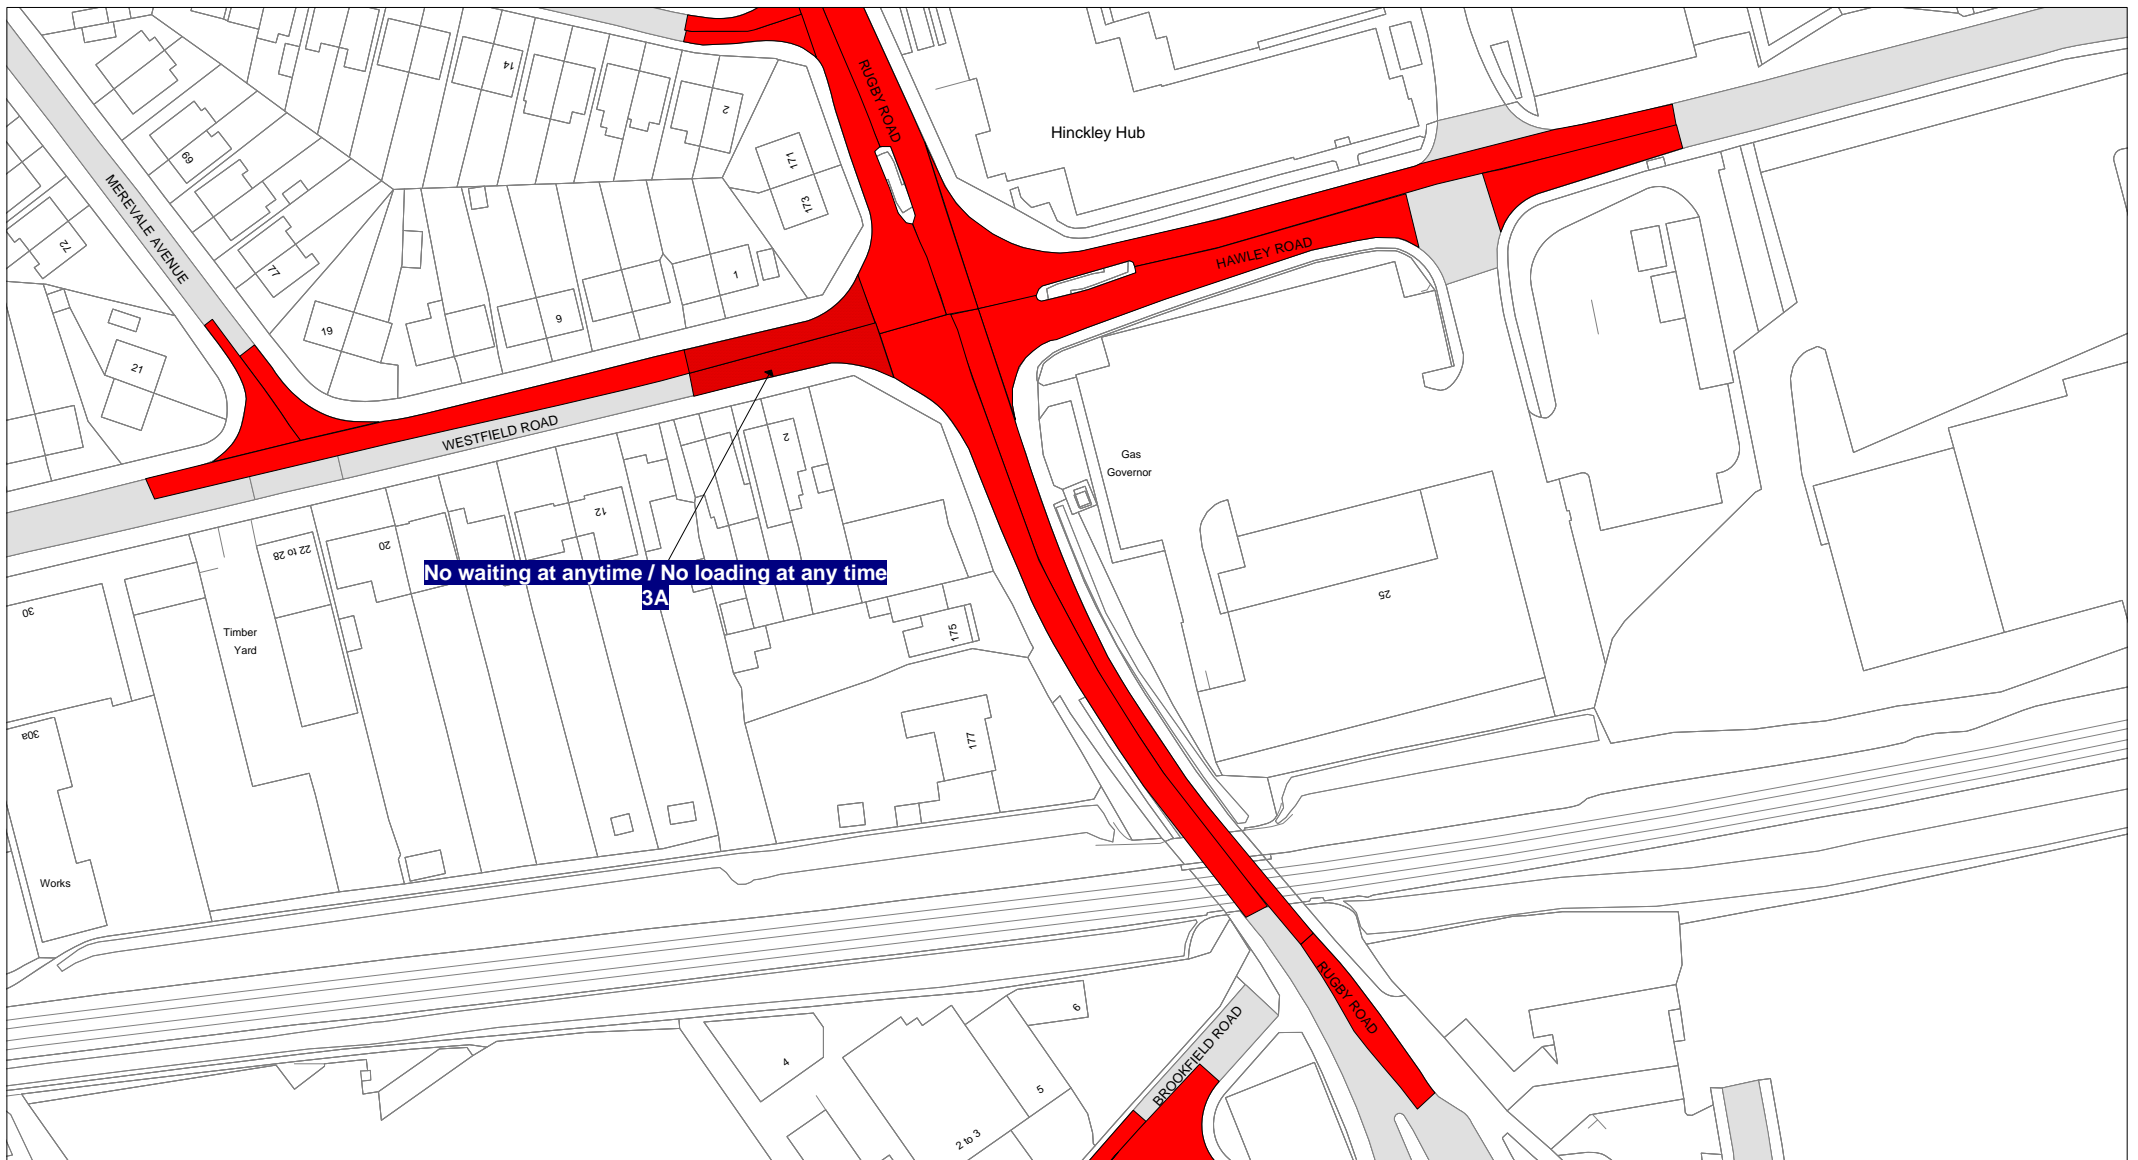 14
RUGBY ROAD
2
Hinckley Hub
69
171
MEREVALE AVENUE
173
72
77
1
HAWLEY ROAD
19
9
21
WESTFIELD ROAD
2
Gas
Governor
12
20
22 to 28
No waiting at anytime / No loading at any time
3A
25
30
Timber
Yard
175
30a
177
Works
RUGBY ROAD
6
BROOKFIELD ROAD
4
5
2 to 3